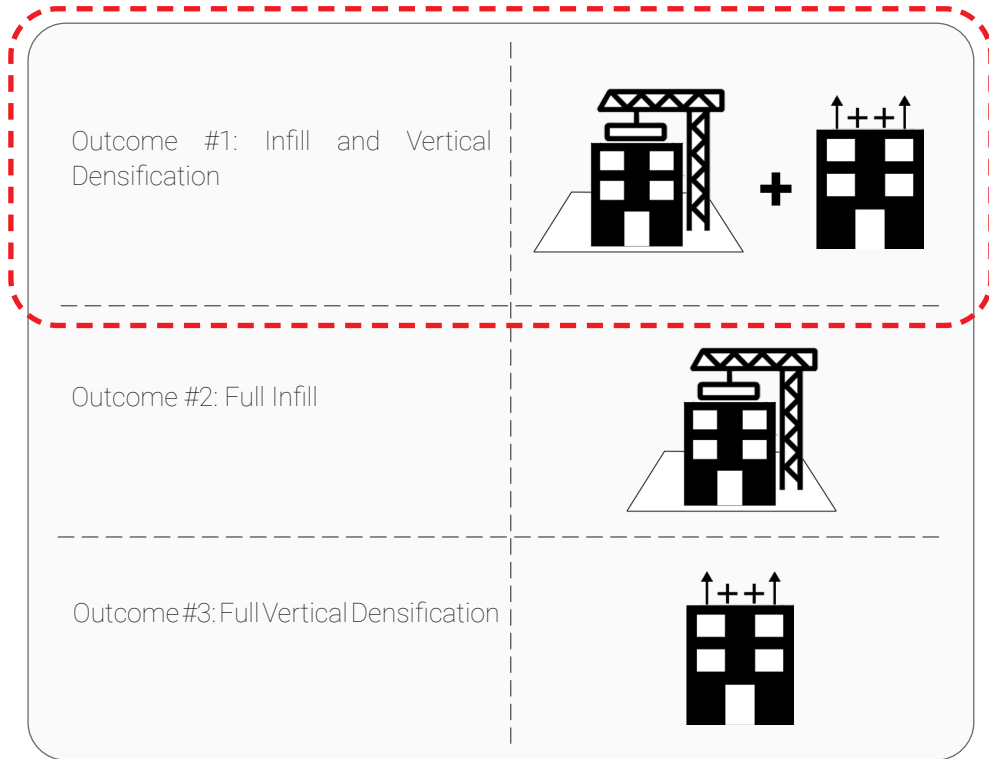 Outcome #1: Infill and Vertical
Densification
Outcome #2: Full Infill
Outcome #3: Full Vertical Densification